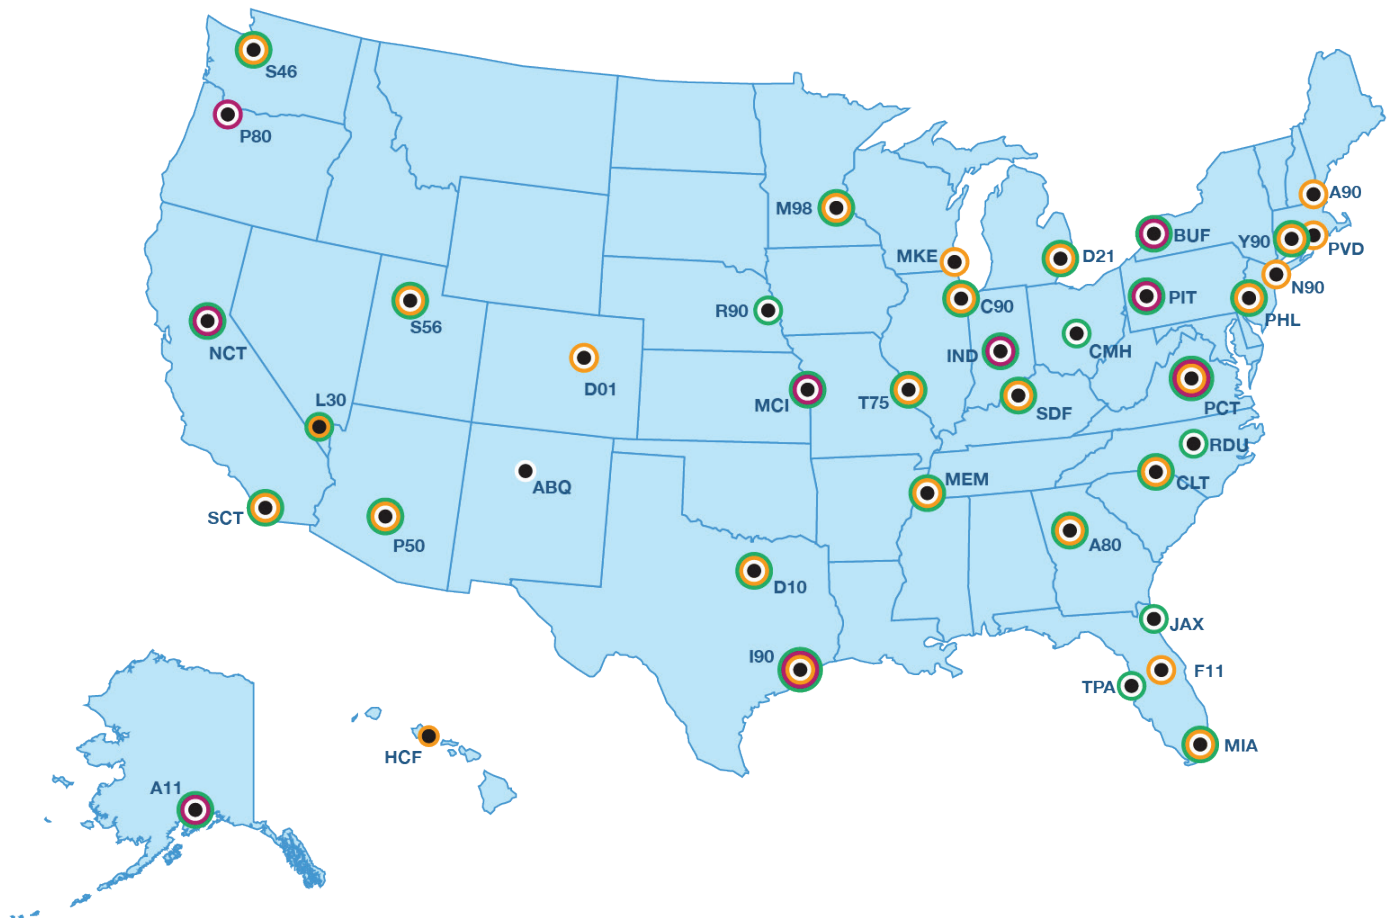 S46
P80
A90
M98
BUF
Y90
PVD
MKE
D21
N90
PIT
C90
R90
PHL
S56
NCT
CMH
IND
D01
L30
MCI
T75
SDF
PCT
RDU
MEM
CLT
ABQ
SCT
P50
A80
D10
JAX
I90
F11
TPA
MIA
HCF
A11